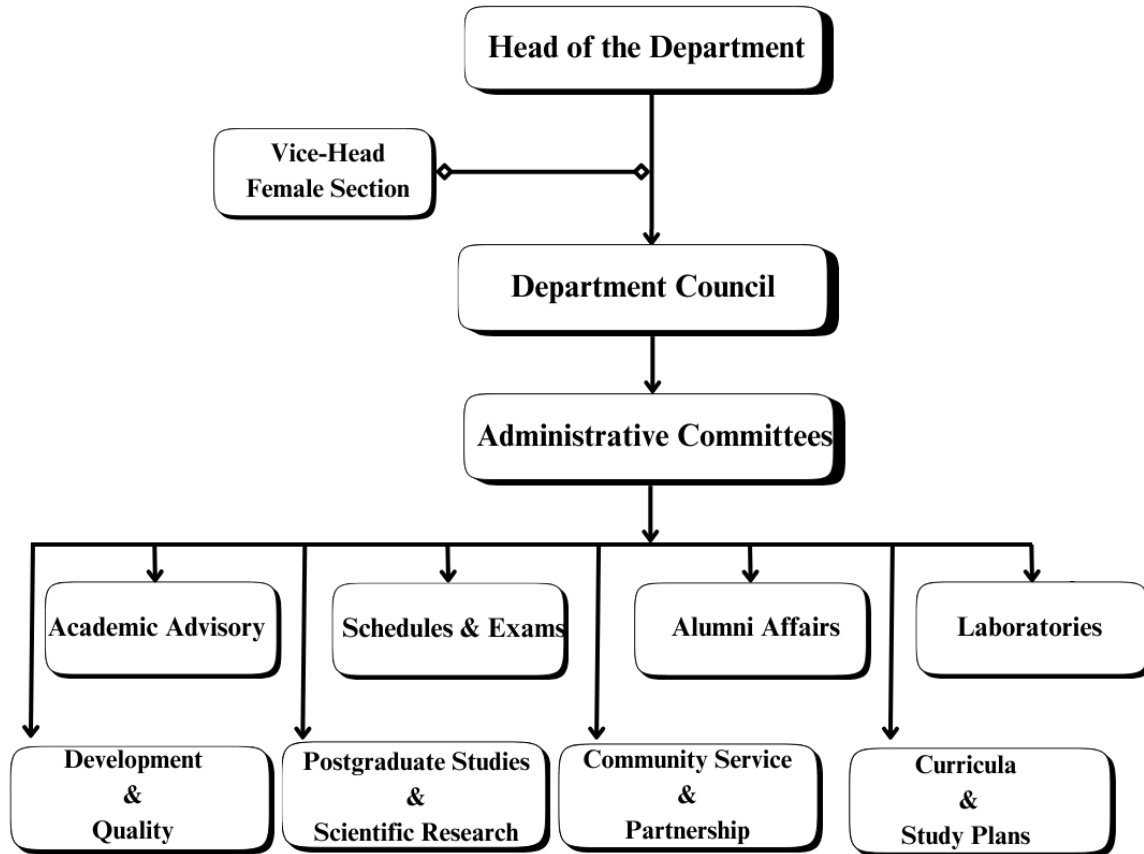 Head of the Department
Vice-Head
Female Section
Department Council
Administrative Committees
Academic Advisory
Schedules & Exams
Alumni Affairs
Laboratories
Development
&
Quality
Postgraduate Studies
&
Scientific Research
Community Service
&
Partnership
Curricula
&
Study Plans